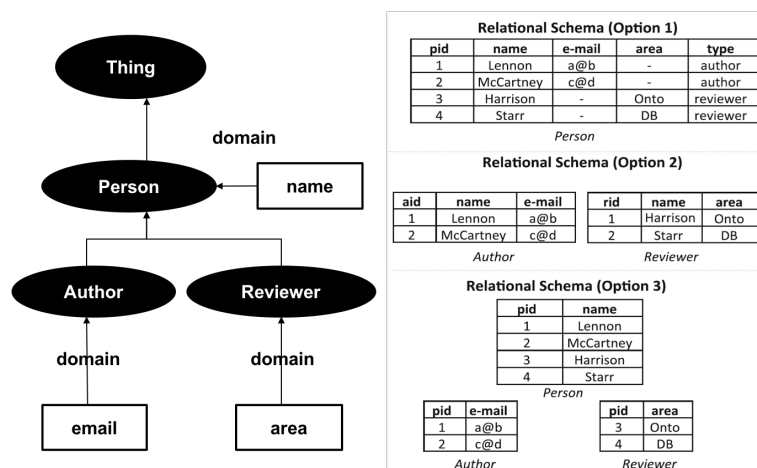 Thing
domain
Person
name
Author
Reviewer
domain
domain
email
area
Relational Schema (Option 1)
pid name e-mail area type
1 Lennon a@b - author
2 McCartney c@d - author
3 Harrison - Onto reviewer
4 Starr - DB reviewer
Person
Relational Schema (Option 2)
aid name e-mail
1 Lennon a@b
2 McCartney c@d
Author
rid name area
1 Harrison Onto
2 Starr DB
Reviewer
Relational Schema (Option 3)
pid name
1 Lennon
2 McCartney
3 Harrison
4 Starr
Person
pid e-mail
1 a@b
2 c@d
Author
pid area
3 Onto
4 DB
Reviewer